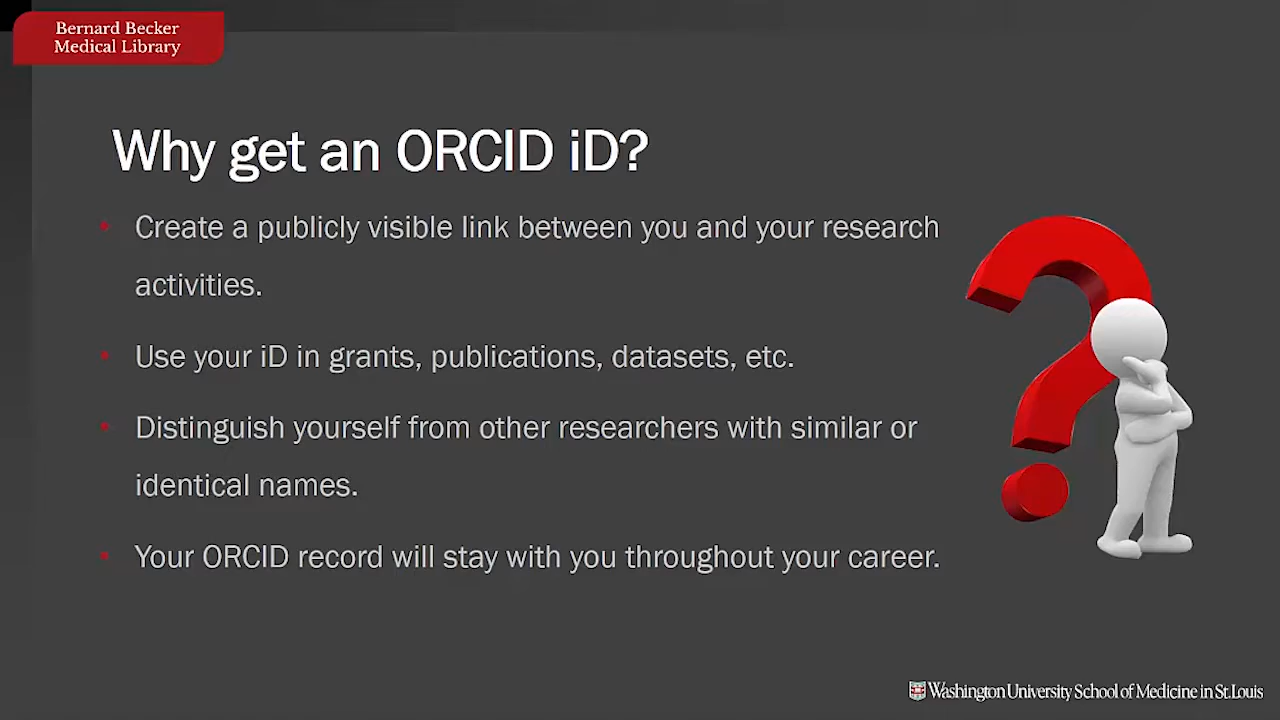 Bernard Becker
Medical Library
Why get an ORCID iD?
• Create a publicly visible link between you and your research
activities.
• Use your iD in grants, publications, datasets, etc.
• Distinguish yourself from other researchers with similar or
identical names.
• Your ORCID record will stay with you throughout your career.
Washington University School of Medicine in St. Louis